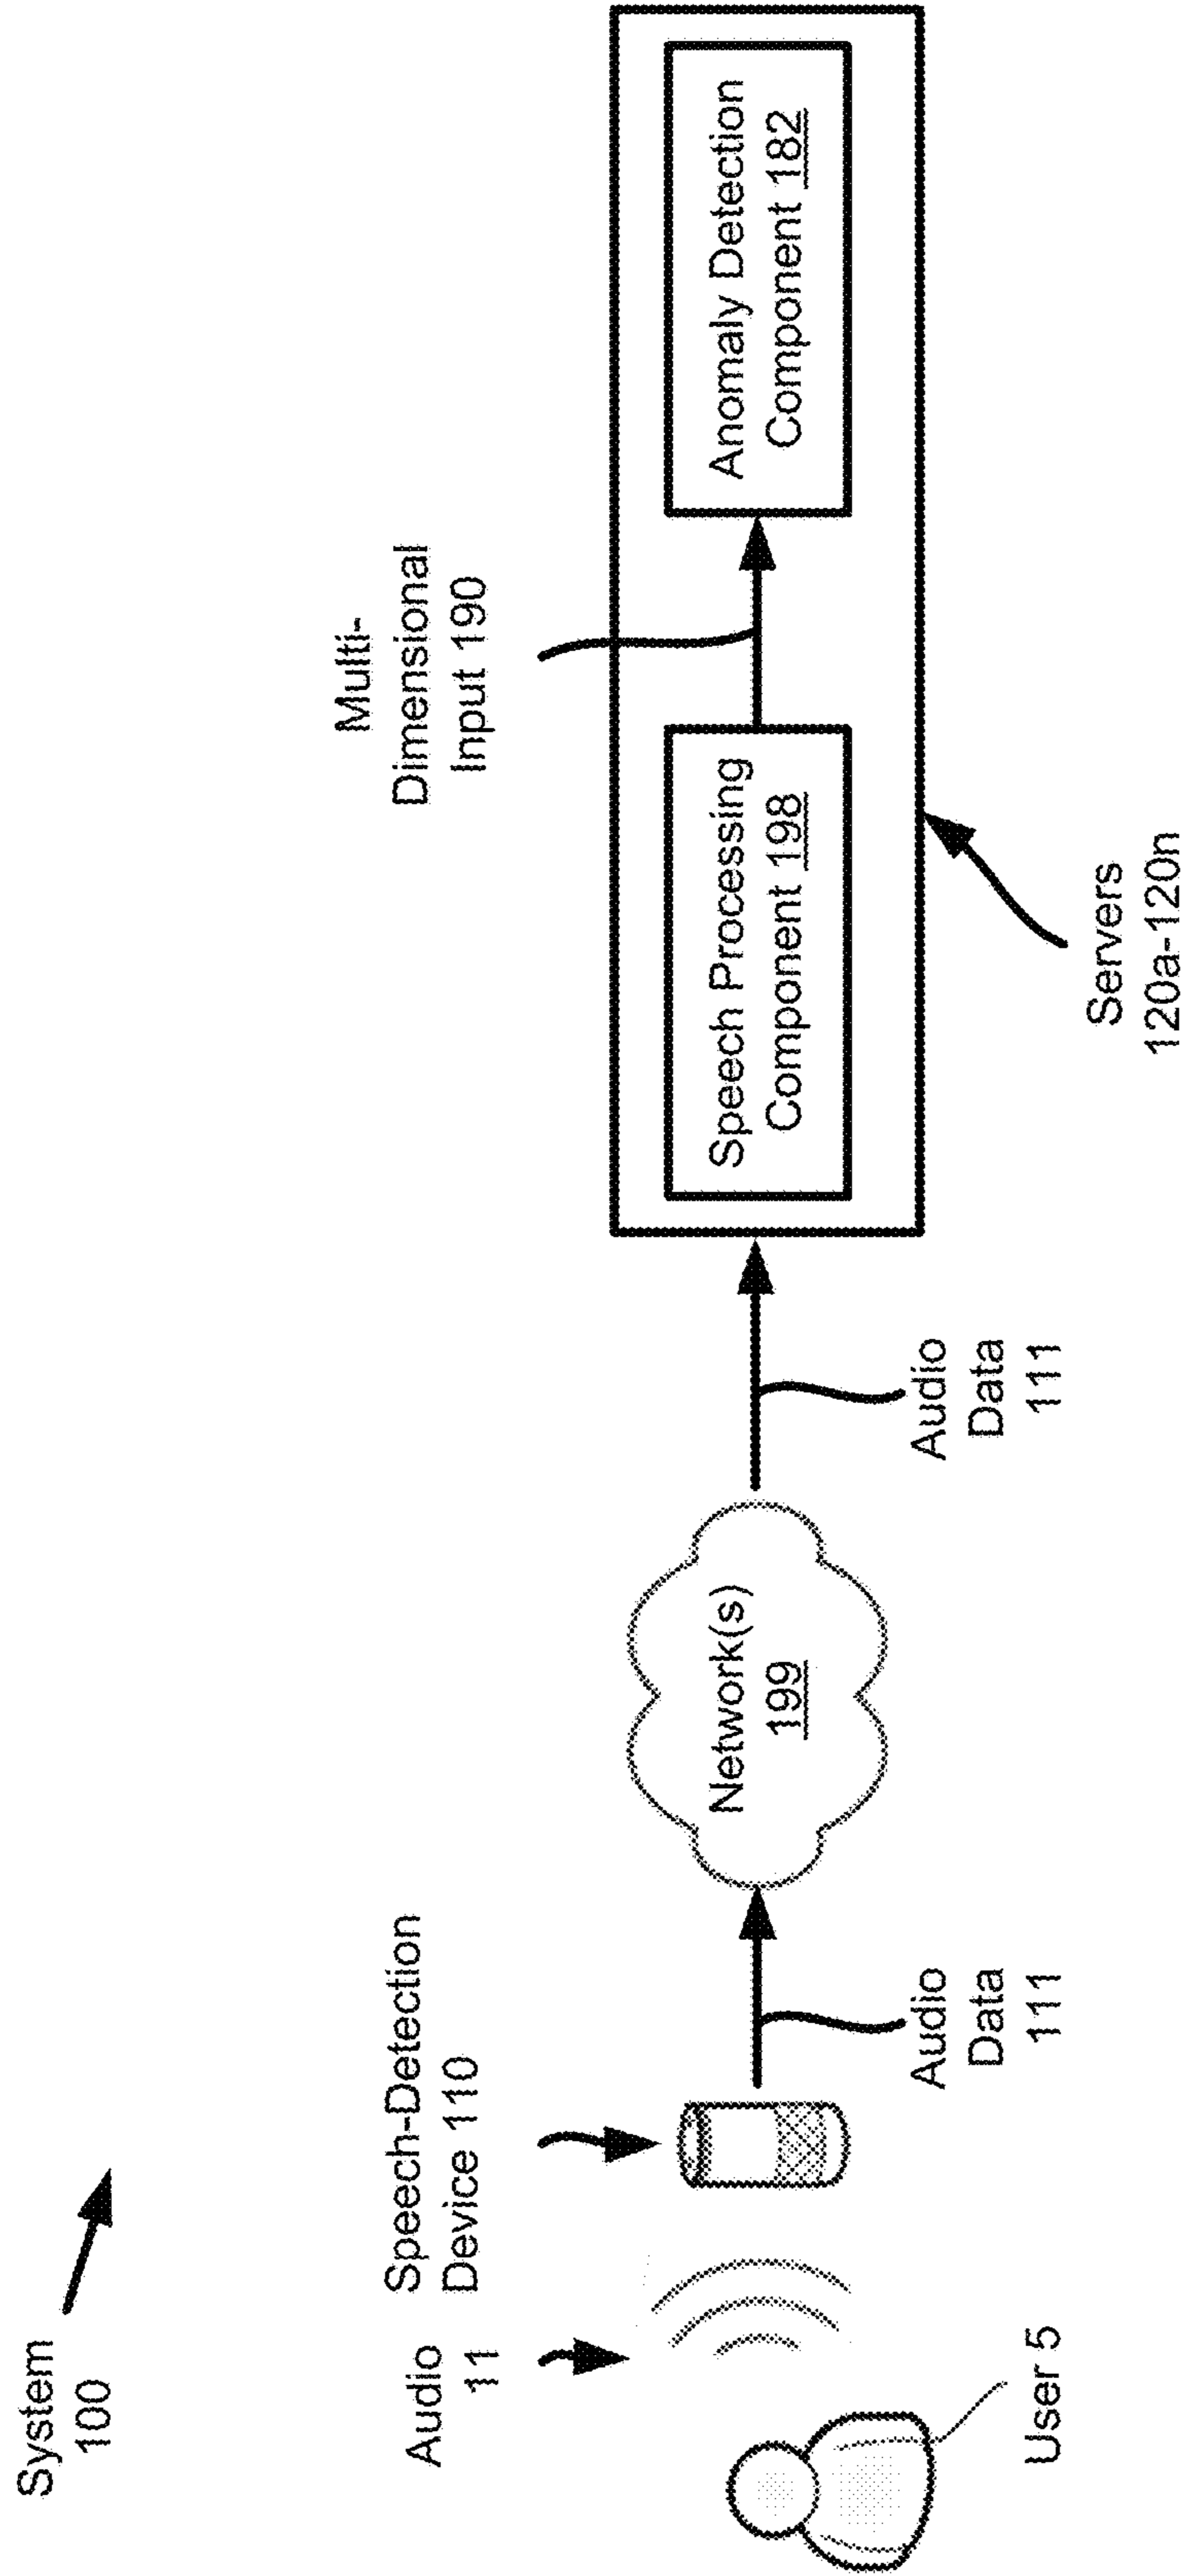 System
100
Audio
11
Speech-Detection
Device 110
Multi-
Dimensional
Input 190
User 5
Network(s)
199
Speech Processing
Component 198
Anomaly Detection
Component 182
Audio
Data
111
Audio
Data
111
Servers
120a-120n